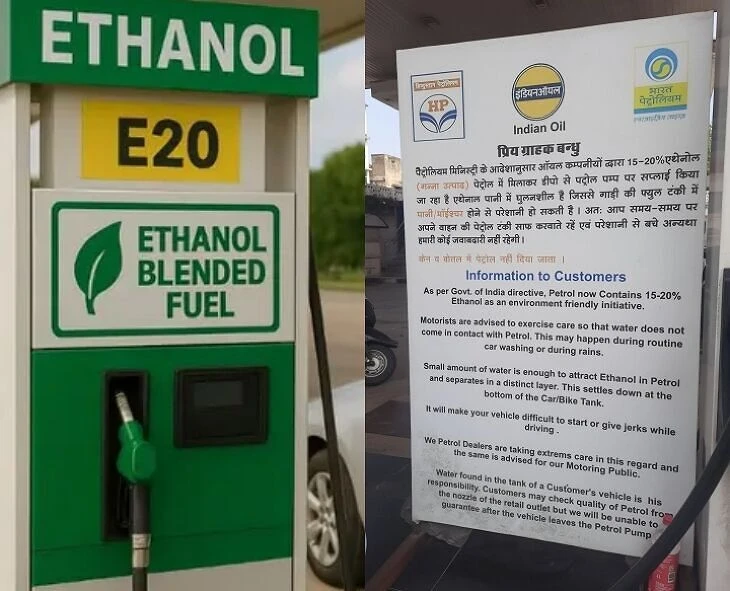 ETHANOL
E20
ETHANOL
BLENDED
FUEL
हिन्दुस्तान पेट्रोलियम
HP
इंडियनऑयल
Indian Oil
भारत
पेट्रोलियम
प्रिय ग्राहक बन्धु
पैट्रोलियम मिनिस्ट्री के आदेशानुसार ऑयल कम्पनीयों द्वारा 15-20% एथेनोल
(गन्ना उत्पाद) पेट्रोल में मिलाकर डीपो से पट्रोल पम्प पर सप्लाई किया
जा रहा है एथेनाल पानी में घुलनशील है जिससे गाड़ी की फ्युल टंकी में
पानी/मॉईश्चर होने से परेशानी हो सकती है । अतः आप समय-समय पर
अपने वाहन की पेट्रोल टंकी साफ करवाते रहें एवं परेशानी से बचे अन्यथा
हमारी कोई जवाबदारी नहीं रहेगी ।
केन व बोतल में पेट्रोल नहीं दिया जाता ।
Information to Customers
As per Govt. of India directive, Petrol now Contains 15-20%
Ethanol as an environment friendly initiative.
Motorists are advised to exercise care so that water does not
come in contact with Petrol. This may happen during routine
car washing or during rains.
Small amount of water is enough to attract Ethanol in Petrol
and separates in a distinct layer. This settles down at the
bottom of the Car/Bike Tank.
It will make your vehicle difficult to start or give jerks while
driving .
We Petrol Dealers are taking extrems care in this regard and
the same is advised for our Motoring Public.
Water found in the tank of a Customer's vehicle is his
responsibility. Customers may check quality of Petrol from
the nozzle of the retail outlet but we will be unable to
guarantee after the vehicle leaves the Petrol Pump